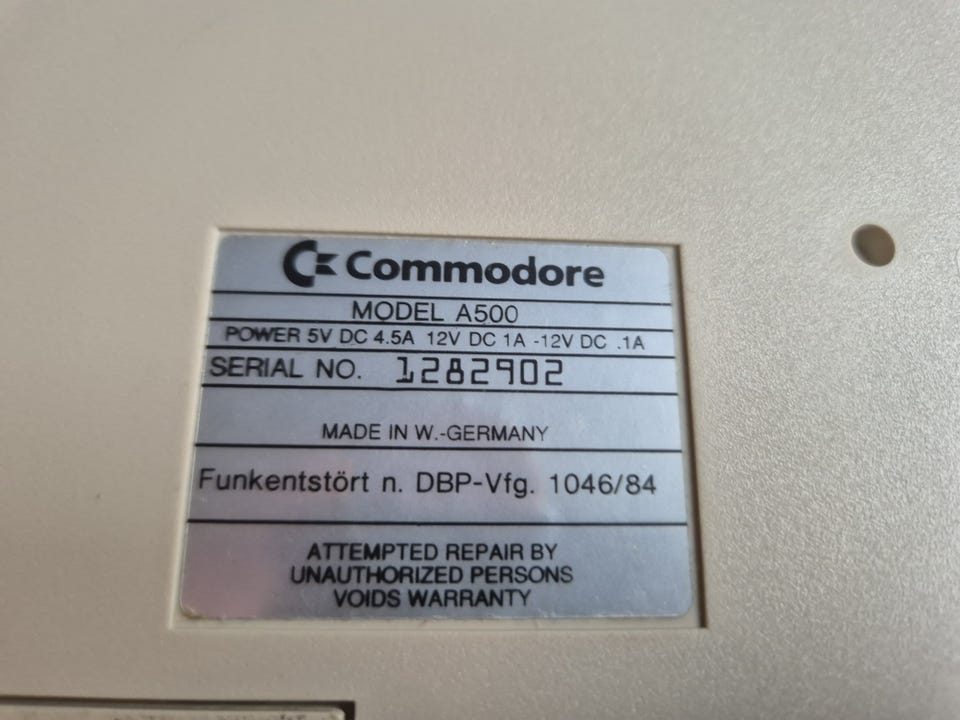 Commodore
MODEL A500
POWER 5V DC 4.5A 12V DC 1A -12V DC .1A
SERIAL NO. 1282902
MADE IN W.-GERMANY
Funkentstört n. DBP-Vfg. 1046/84
ATTEMPTED REPAIR BY
UNAUTHORIZED PERSONS
VOIDS WARRANTY